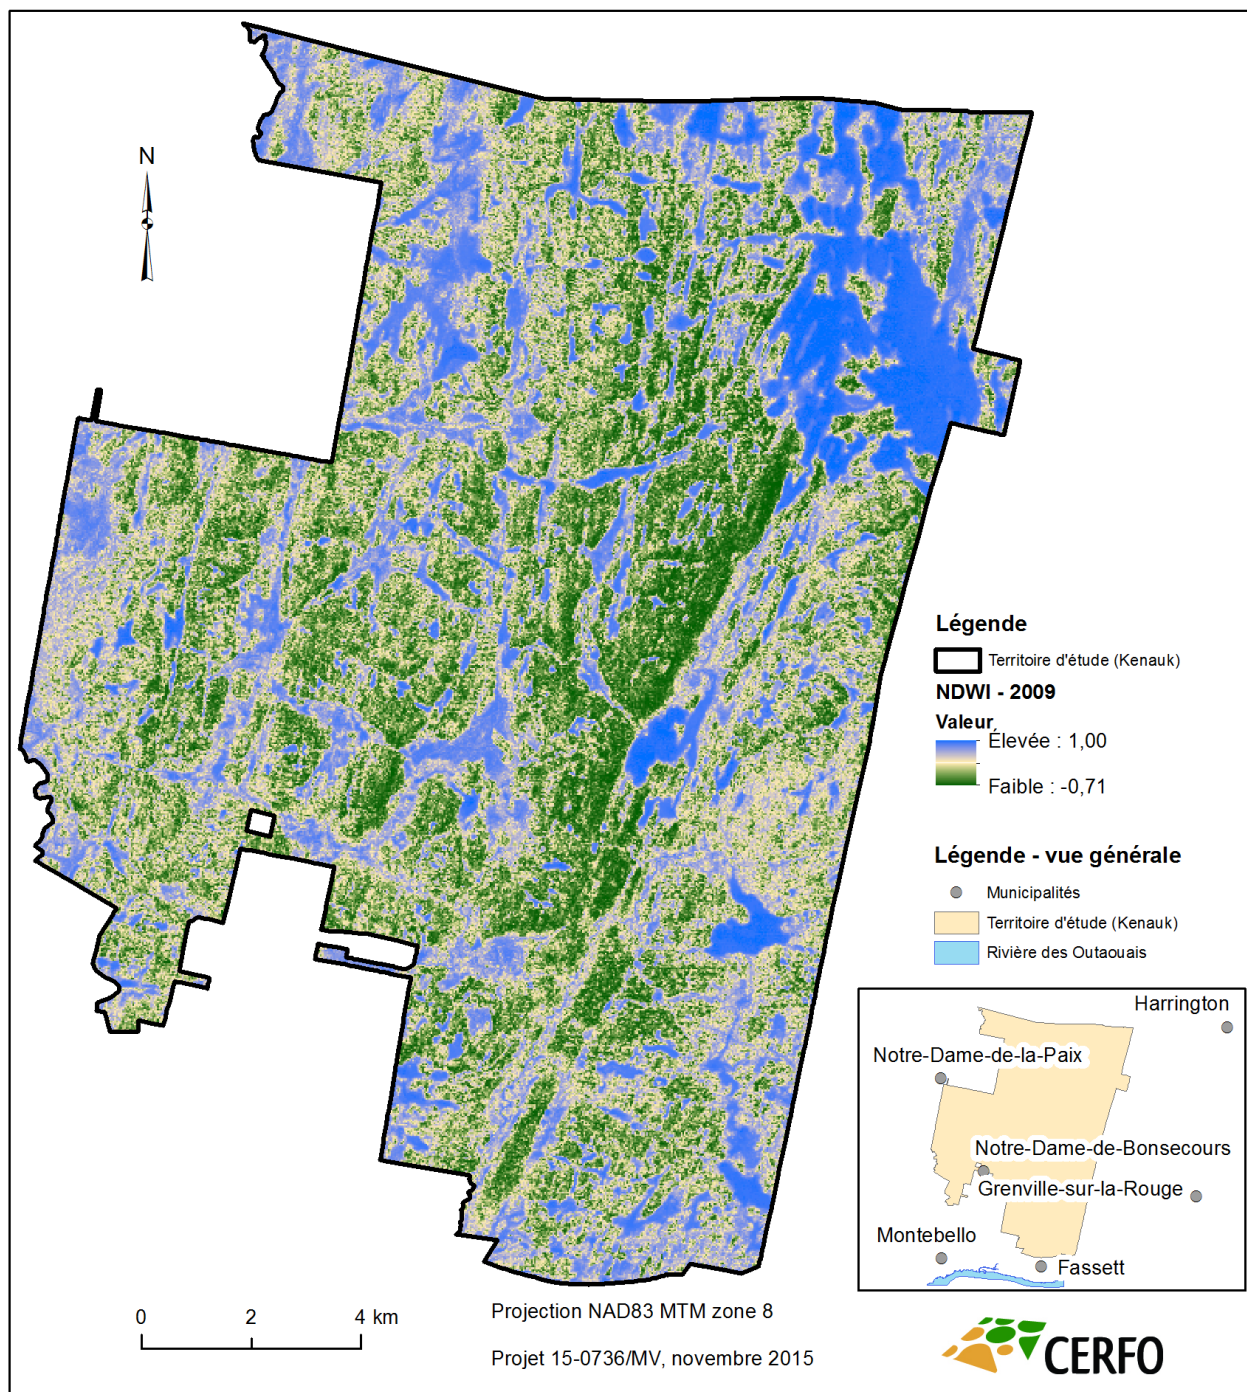 N
Légende
Territoire d'étude (Kenauk)
NDWI - 2009
Valeur
Élevée : 1,00
Faible : -0,71
Légende - vue générale
Municipalités
Territoire d'étude (Kenauk)
Rivière des Outaouais
Harrington
Notre-Dame-de-la-Paix
Notre-Dame-de-Bonsecours
Grenville-sur-la-Rouge
Montebello
Fassett
0 2 4 km
Projection NAD83 MTM zone 8
Projet 15-0736/MV, novembre 2015
CERFO